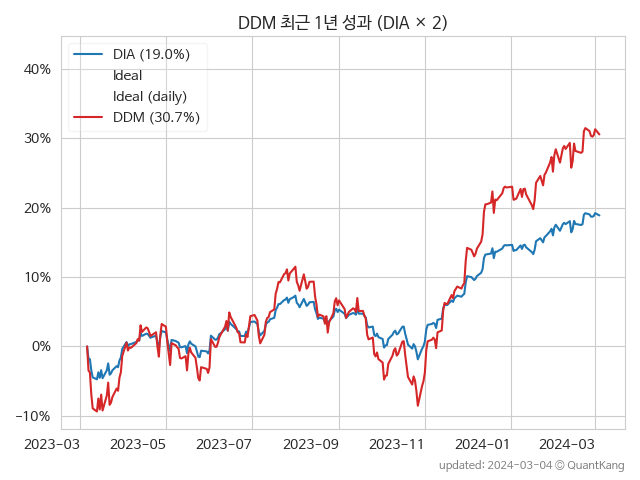 DDM 최근 1년 성과 (DIA × 2)
DIA (19.0%)
Ideal
Ideal (daily)
DDM (30.7%)
40%
30%
20%
10%
0%
−10%
2023-03 2023-05 2023-07 2023-09 2023-11 2024-01 2024-03
updated: 2024-03-04 © QuantKang